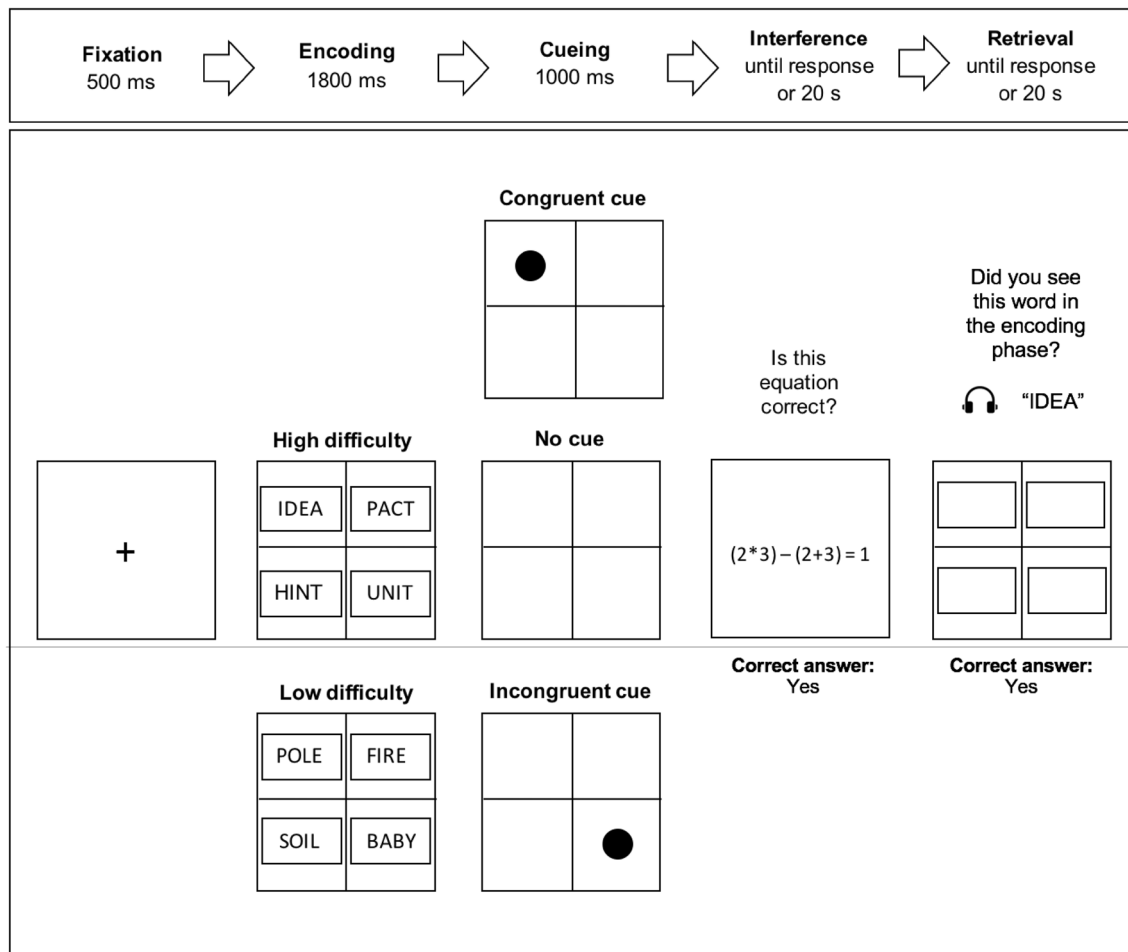 Fixation
500 ms
Encoding
1800 ms
Cueing
1000 ms
Interference
until response
or 20 s
Retrieval
until response
or 20 s
Congruent cue
Did you see
this word in
the encoding
phase?
“IDEA”
Is this
equation
correct?
High difficulty
No cue
+
IDEA PACT
HINT UNIT
(2*3) – (2+3) = 1
Correct answer:
Yes
Correct answer:
Yes
Low difficulty
Incongruent cue
POLE FIRE
SOIL BABY